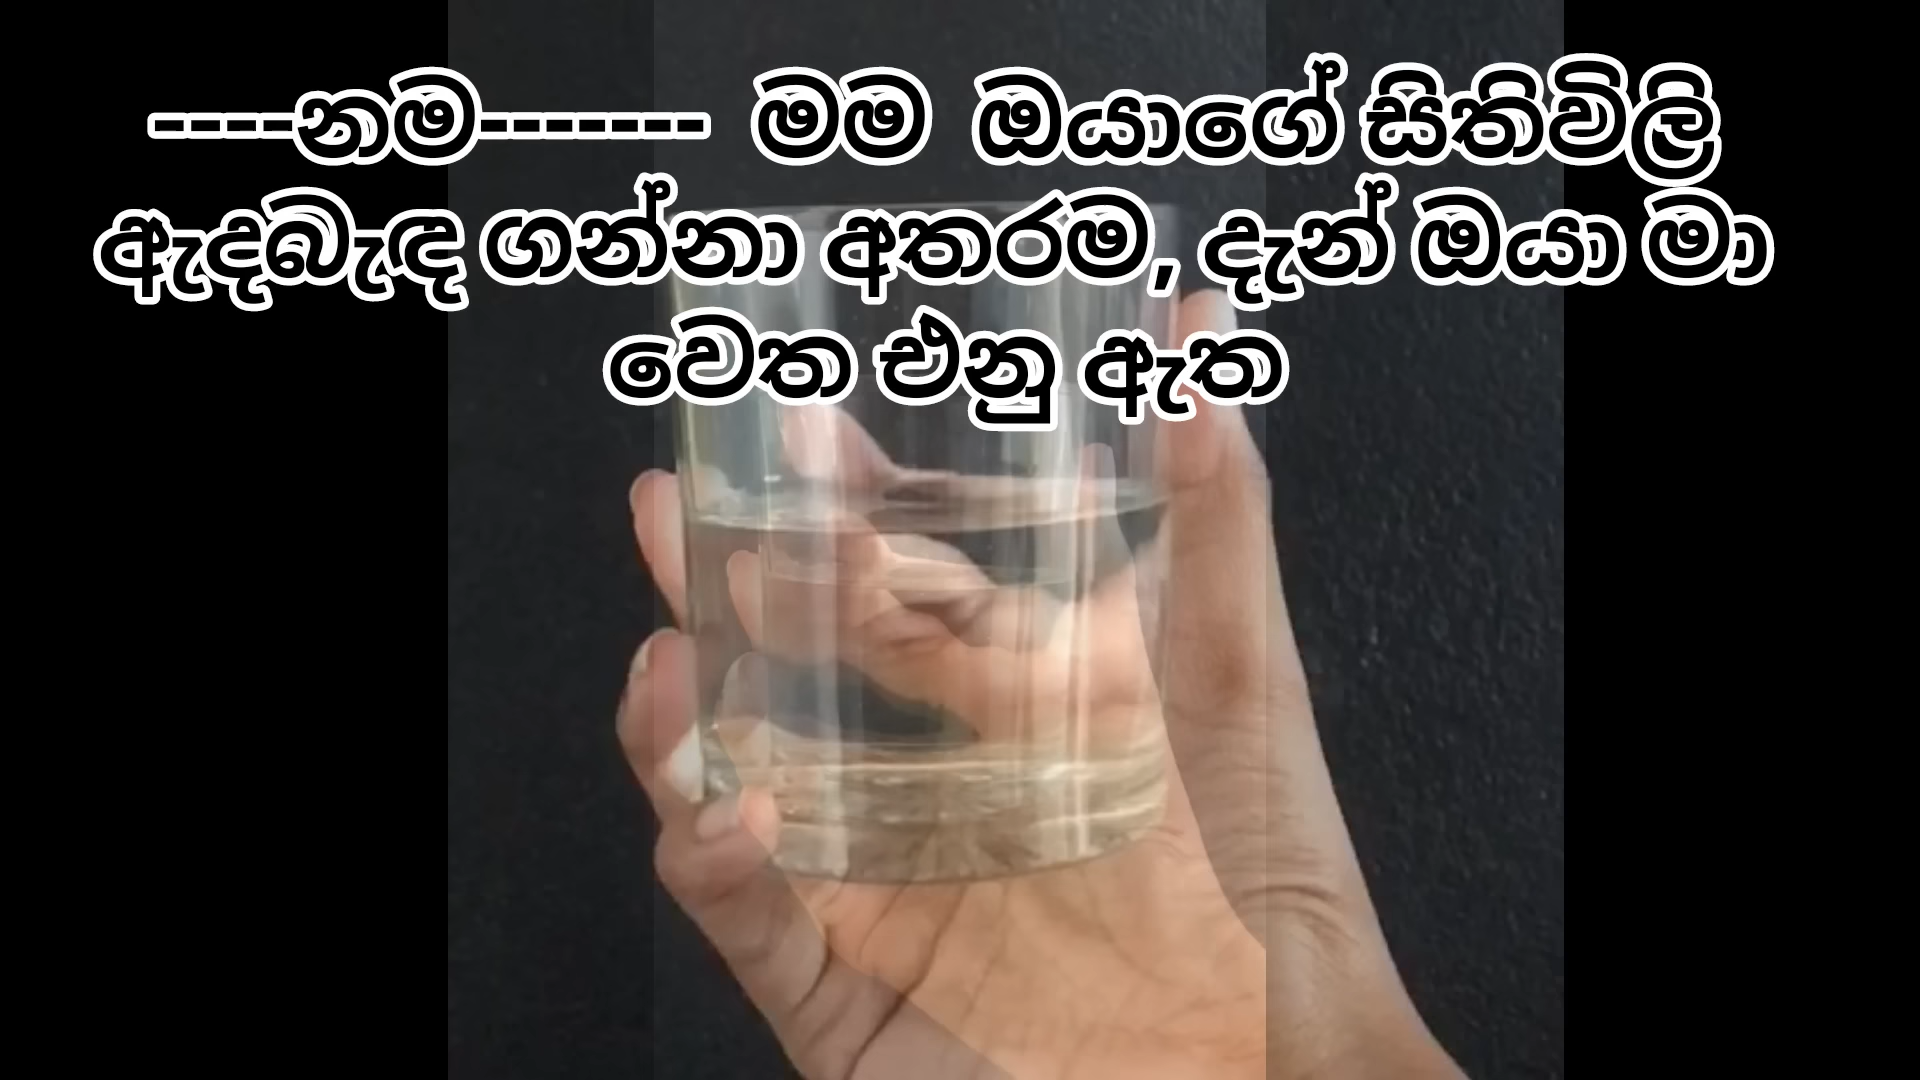 ----නම------- මම ඔයාගේ සිතිවිලි
ඇදබැඳ ගන්නා අතරම, දැන් ඔයා මා
වෙත එනු ඇත